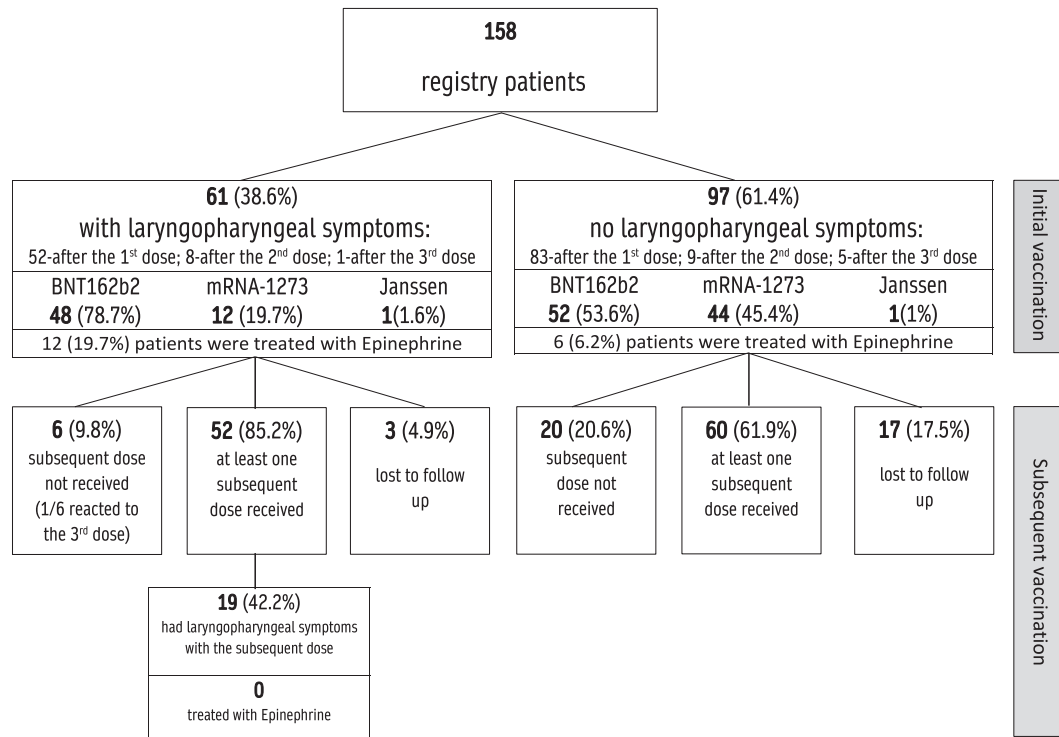 158
registry patients
61 (38.6%)
with laryngopharyngeal symptoms:
52-after the 1st dose; 8-after the 2nd dose; 1-after the 3rd dose
BNT162b2 mRNA-1273 Janssen
48 (78.7%) 12 (19.7%) 1(1.6%)
12 (19.7%) patients were treated with Epinephrine
97 (61.4%)
no laryngopharyngeal symptoms:
83-after the 1st dose; 9-after the 2nd dose; 5-after the 3rd dose
BNT162b2 mRNA-1273 Janssen
52 (53.6%) 44 (45.4%) 1(1%)
6 (6.2%) patients were treated with Epinephrine
Initial vaccination
6 (9.8%)
subsequent dose
not received
(1/6 reacted to
the 3rd dose)
52 (85.2%)
at least one
subsequent
dose received
3 (4.9%)
lost to follow
up
20 (20.6%)
subsequent
dose not
received
60 (61.9%)
at least one
subsequent
dose received
17 (17.5%)
lost to follow
up
Subsequent vaccination
19 (42.2%)
had laryngopharyngeal symptoms
with the subsequent dose
0
treated with Epinephrine